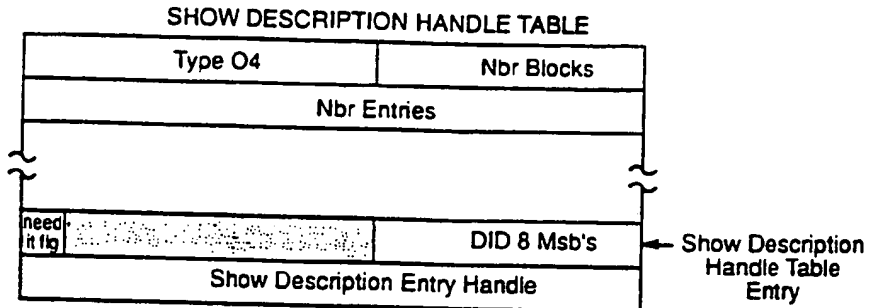 SHOW DESCRIPTION HANDLE TABLE
Type O4 Nbr Blocks
Nbr Entries
need
it flg DID 8 Msb's
Show Description Entry Handle
Show Description
Handle Table
Entry